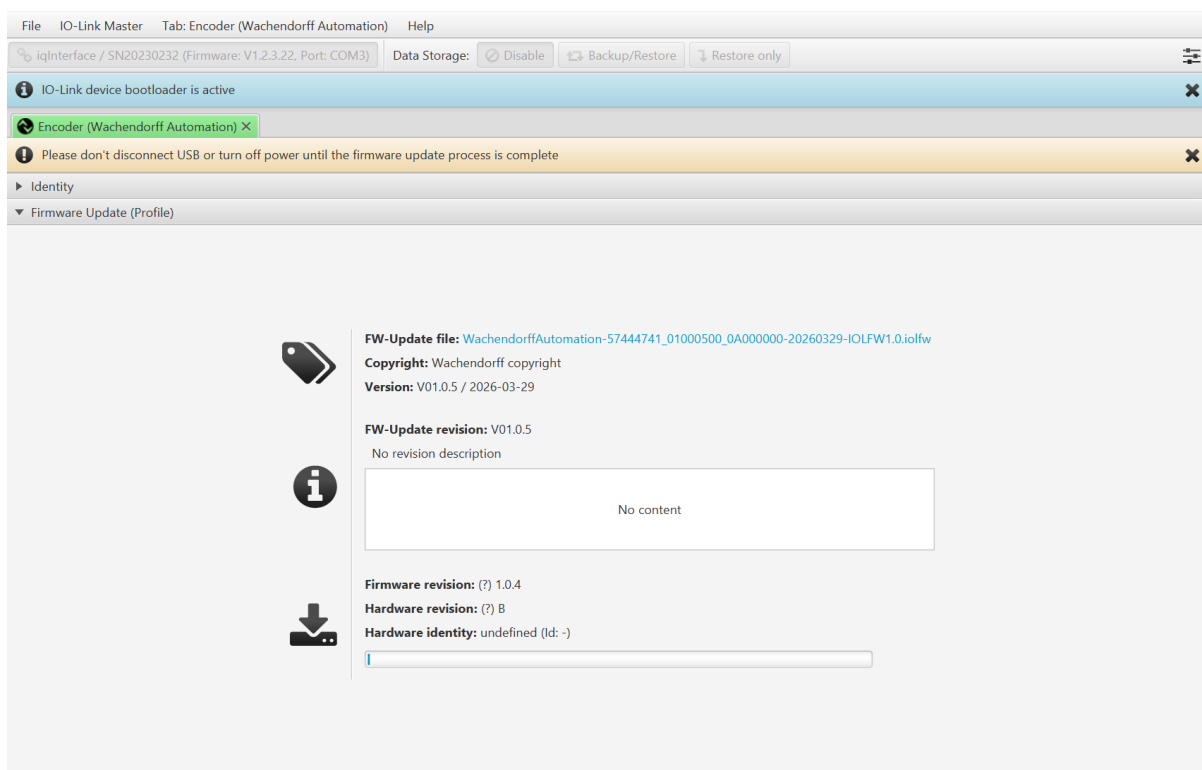 File IO-Link Master Tab: Encoder (Wachendorff Automation) Help
iqInterface / SN20230232 (Firmware: V1.2.3.22, Port: COM3) Data Storage: Disable Backup/Restore Restore only
IO-Link device bootloader is active
Encoder (Wachendorff Automation)
Please don't disconnect USB or turn off power until the firmware update process is complete
Identity
Firmware Update (Profile)
FW-Update file: WachendorffAutomation-57444741_01000500_0A000000-20260329-IOLFW1.0.iolfw
Copyright: Wachendorff copyright
Version: V01.0.5 / 2026-03-29
FW-Update revision: V01.0.5
No revision description
No content
Firmware revision: (?) 1.0.4
Hardware revision: (?) B
Hardware identity: undefined (Id: -)